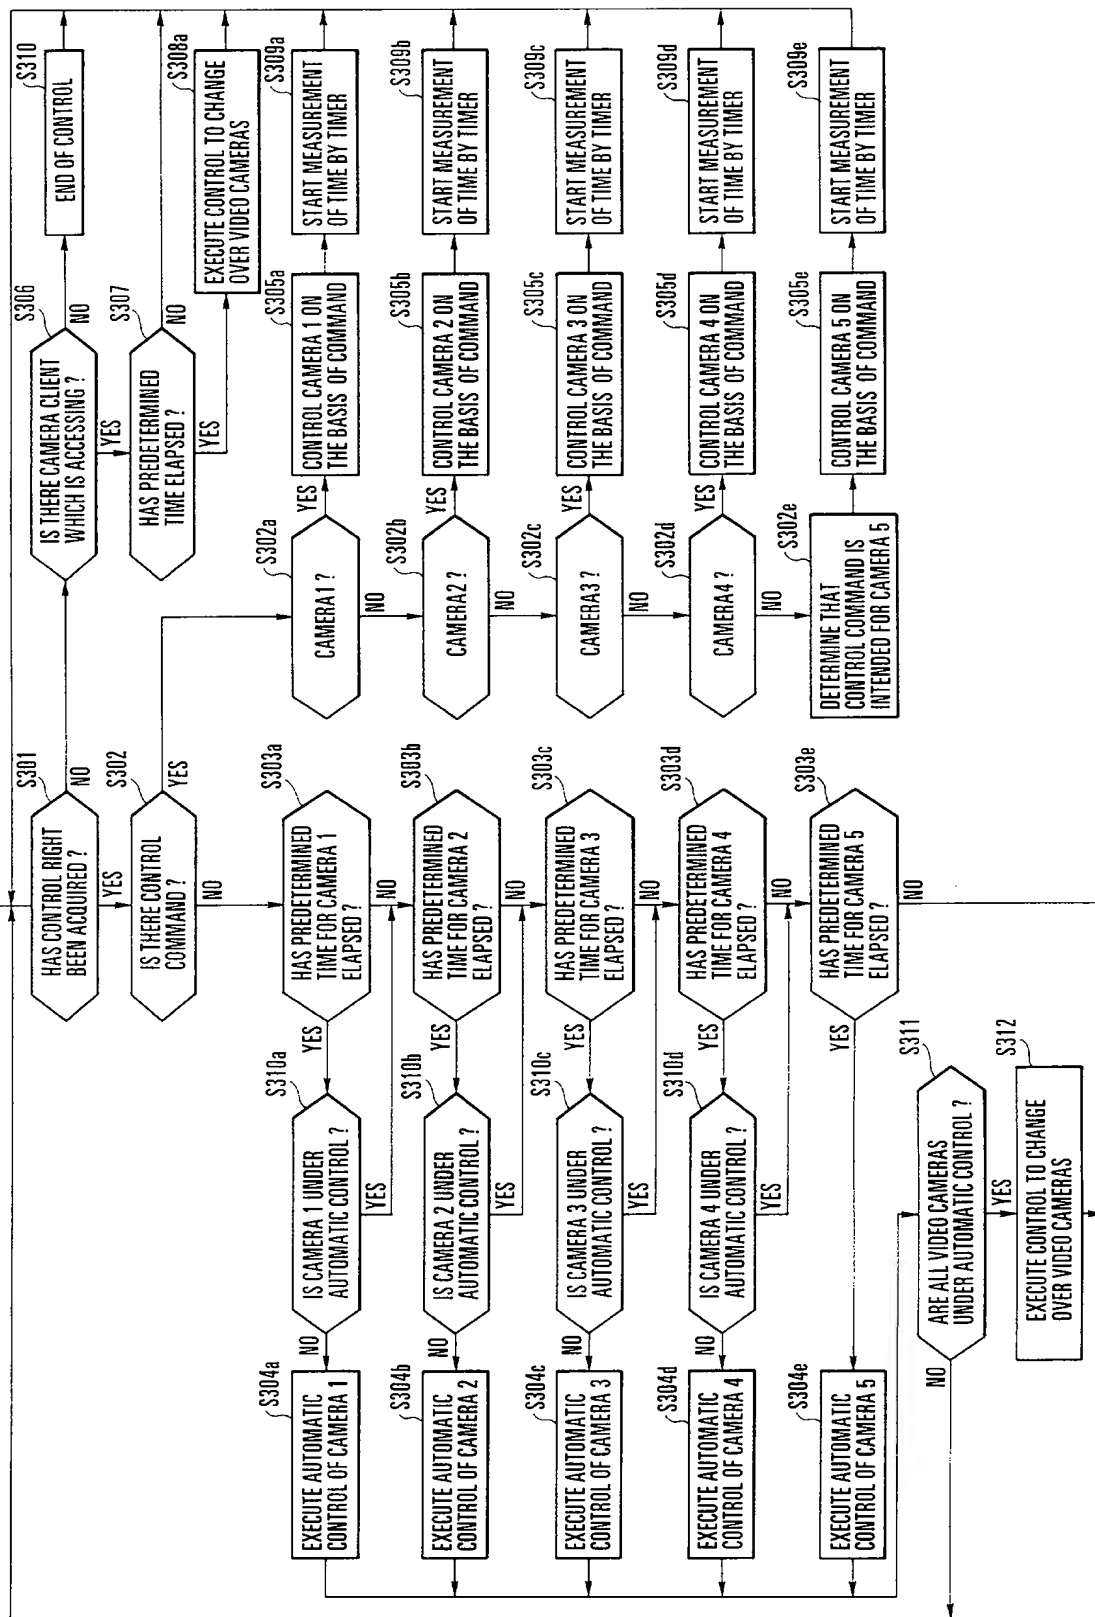 S301
HAS CONTROL RIGHT
BEEN ACQUIRED ?
NO
YES
S306
IS THERE CAMERA CLIENT
WHICH IS ACCESSING ?
NO
YES
S310
END OF CONTROL
S302
IS THERE CONTROL
COMMAND ?
YES
NO
S307
HAS PREDETERMINED
TIME ELAPSED ?
NO
YES
S308a
EXECUTE CONTROL TO CHANGE
OVER VIDEO CAMERAS
S304a
EXECUTE AUTOMATIC
CONTROL OF CAMERA 1
NO
S310a
IS CAMERA 1 UNDER
AUTOMATIC CONTROL ?
YES
YES
S303a
HAS PREDETERMINED
TIME FOR CAMERA 1
ELAPSED ?
NO
S302a
CAMERA1 ?
YES
NO
S305a
CONTROL CAMERA 1 ON
THE BASIS OF COMMAND
S309a
START MEASUREMENT
OF TIME BY TIMER
S304b
EXECUTE AUTOMATIC
CONTROL OF CAMERA 2
NO
S310b
IS CAMERA 2 UNDER
AUTOMATIC CONTROL ?
YES
YES
S303b
HAS PREDETERMINED
TIME FOR CAMERA 2
ELAPSED ?
NO
S302b
CAMERA2 ?
YES
NO
S305b
CONTROL CAMERA 2 ON
THE BASIS OF COMMAND
S309b
START MEASUREMENT
OF TIME BY TIMER
S304c
EXECUTE AUTOMATIC
CONTROL OF CAMERA 3
NO
S310c
IS CAMERA 3 UNDER
AUTOMATIC CONTROL ?
YES
YES
S303c
HAS PREDETERMINED
TIME FOR CAMERA 3
ELAPSED ?
NO
S302c
CAMERA3 ?
YES
NO
S305c
CONTROL CAMERA 3 ON
THE BASIS OF COMMAND
S309c
START MEASUREMENT
OF TIME BY TIMER
S304d
EXECUTE AUTOMATIC
CONTROL OF CAMERA 4
NO
S310d
IS CAMERA 4 UNDER
AUTOMATIC CONTROL ?
YES
YES
S303d
HAS PREDETERMINED
TIME FOR CAMERA 4
ELAPSED ?
NO
S302d
CAMERA4 ?
YES
NO
S305d
CONTROL CAMERA 4 ON
THE BASIS OF COMMAND
S309d
START MEASUREMENT
OF TIME BY TIMER
S304e
EXECUTE AUTOMATIC
CONTROL OF CAMERA 5
YES
S303e
HAS PREDETERMINED
TIME FOR CAMERA 5
ELAPSED ?
NO
S302e
DETERMINE THAT
CONTROL COMMAND IS
INTENDED FOR CAMERA 5
S305e
CONTROL CAMERA 5 ON
THE BASIS OF COMMAND
S309e
START MEASUREMENT
OF TIME BY TIMER
S311
ARE ALL VIDEO CAMERAS
UNDER AUTOMATIC CONTROL ?
NO
YES
S312
EXECUTE CONTROL TO CHANGE
OVER VIDEO CAMERAS